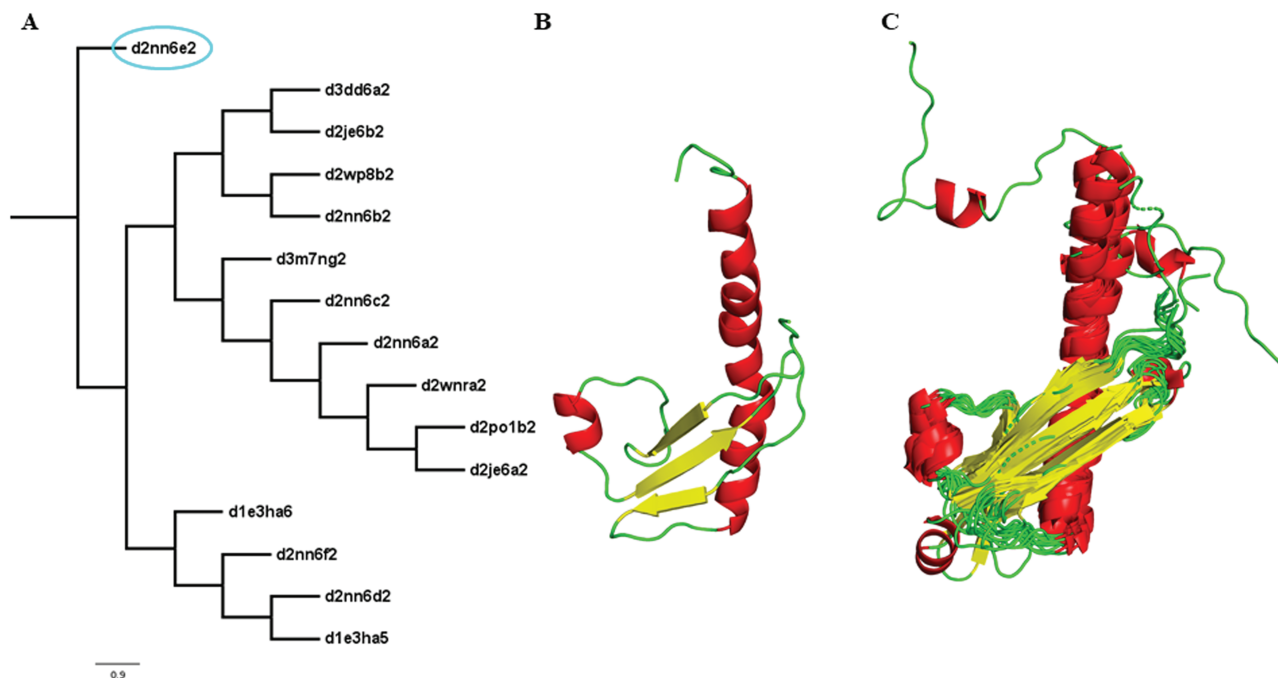 A
B
C
d2nn6e2
d3dd6a2
d2je6b2
d2wp8b2
d2nn6b2
d3m7ng2
d2nn6c2
d2nn6a2
d2wnra2
d2po1b2
d2je6a2
d1e3ha6
d2nn6f2
d2nn6d2
d1e3ha5
0.9